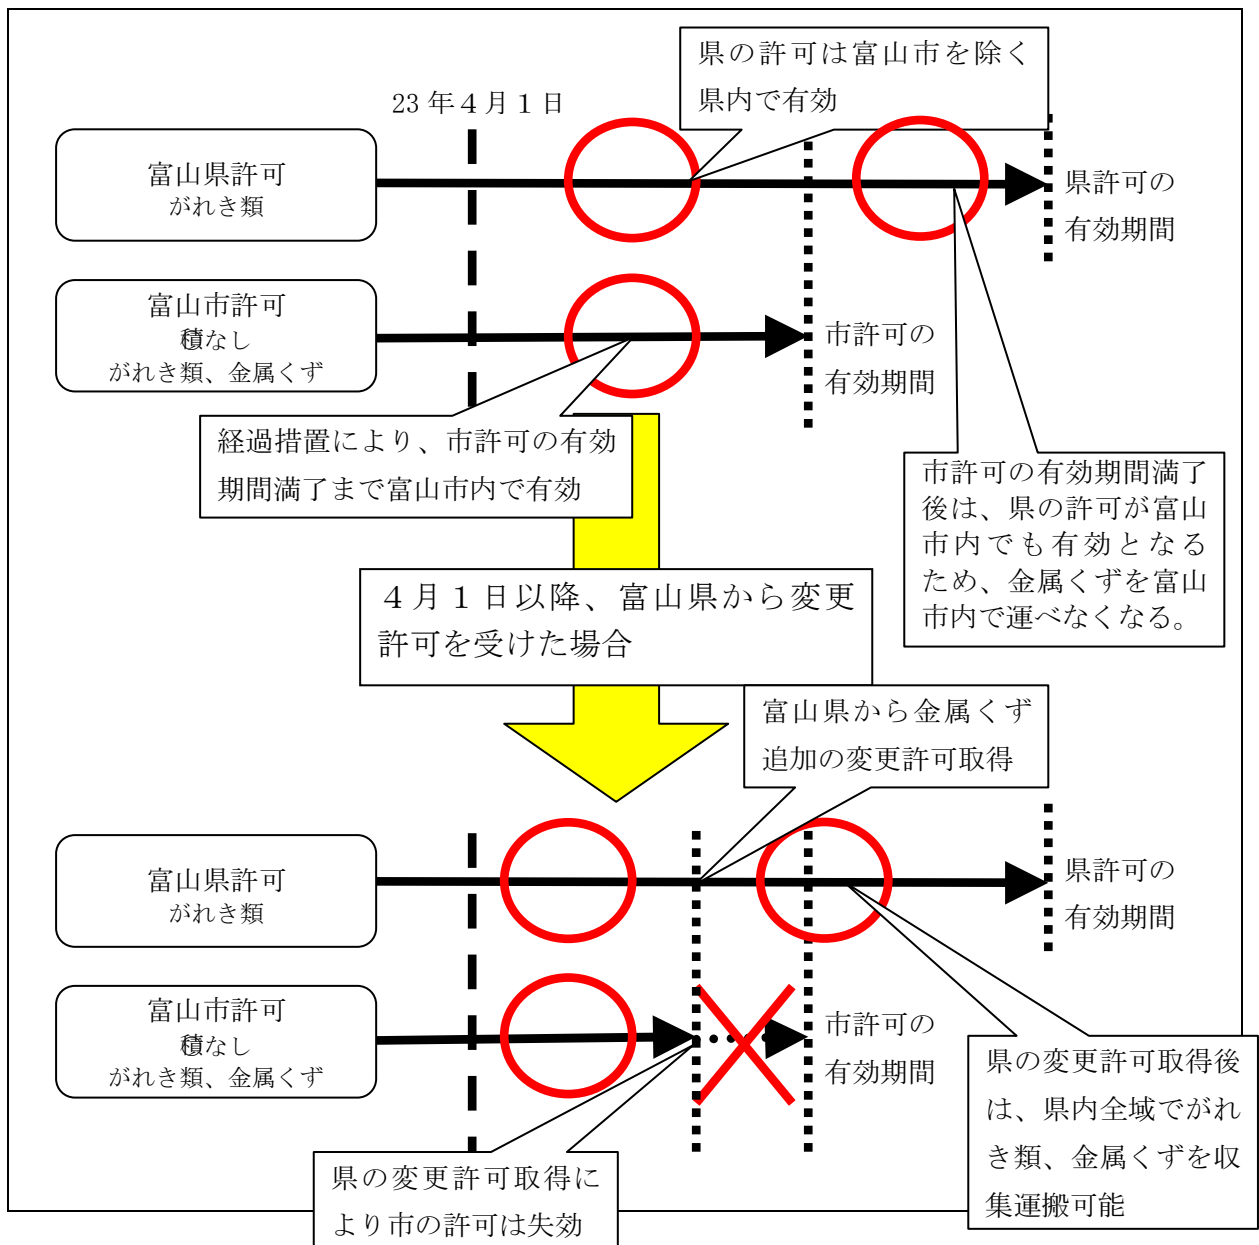 県の許可は富山市を除く
県内で有効
23年４月１日
富山県許可
がれき類
県許可の
有効期間
富山市許可
積なし
がれき類、金属くず
市許可の
有効期間
経過措置により、市許可の有効
期間満了まで富山市内で有効
市許可の有効期間満了
後は、県の許可が富山
市内でも有効となる
ため、金属くずを富山
市内で運べなくなる。
４月１日以降、富山県から変更
許可を受けた場合
富山県から金属くず
追加の変更許可取得
富山県許可
がれき類
県許可の
有効期間
富山市許可
積なし
がれき類、金属くず
市許可の
有効期間
県の変更許可取得後
は、県内全域でがれ
き類、金属くずを収
集運搬可能
県の変更許可取得に
より市の許可は失効